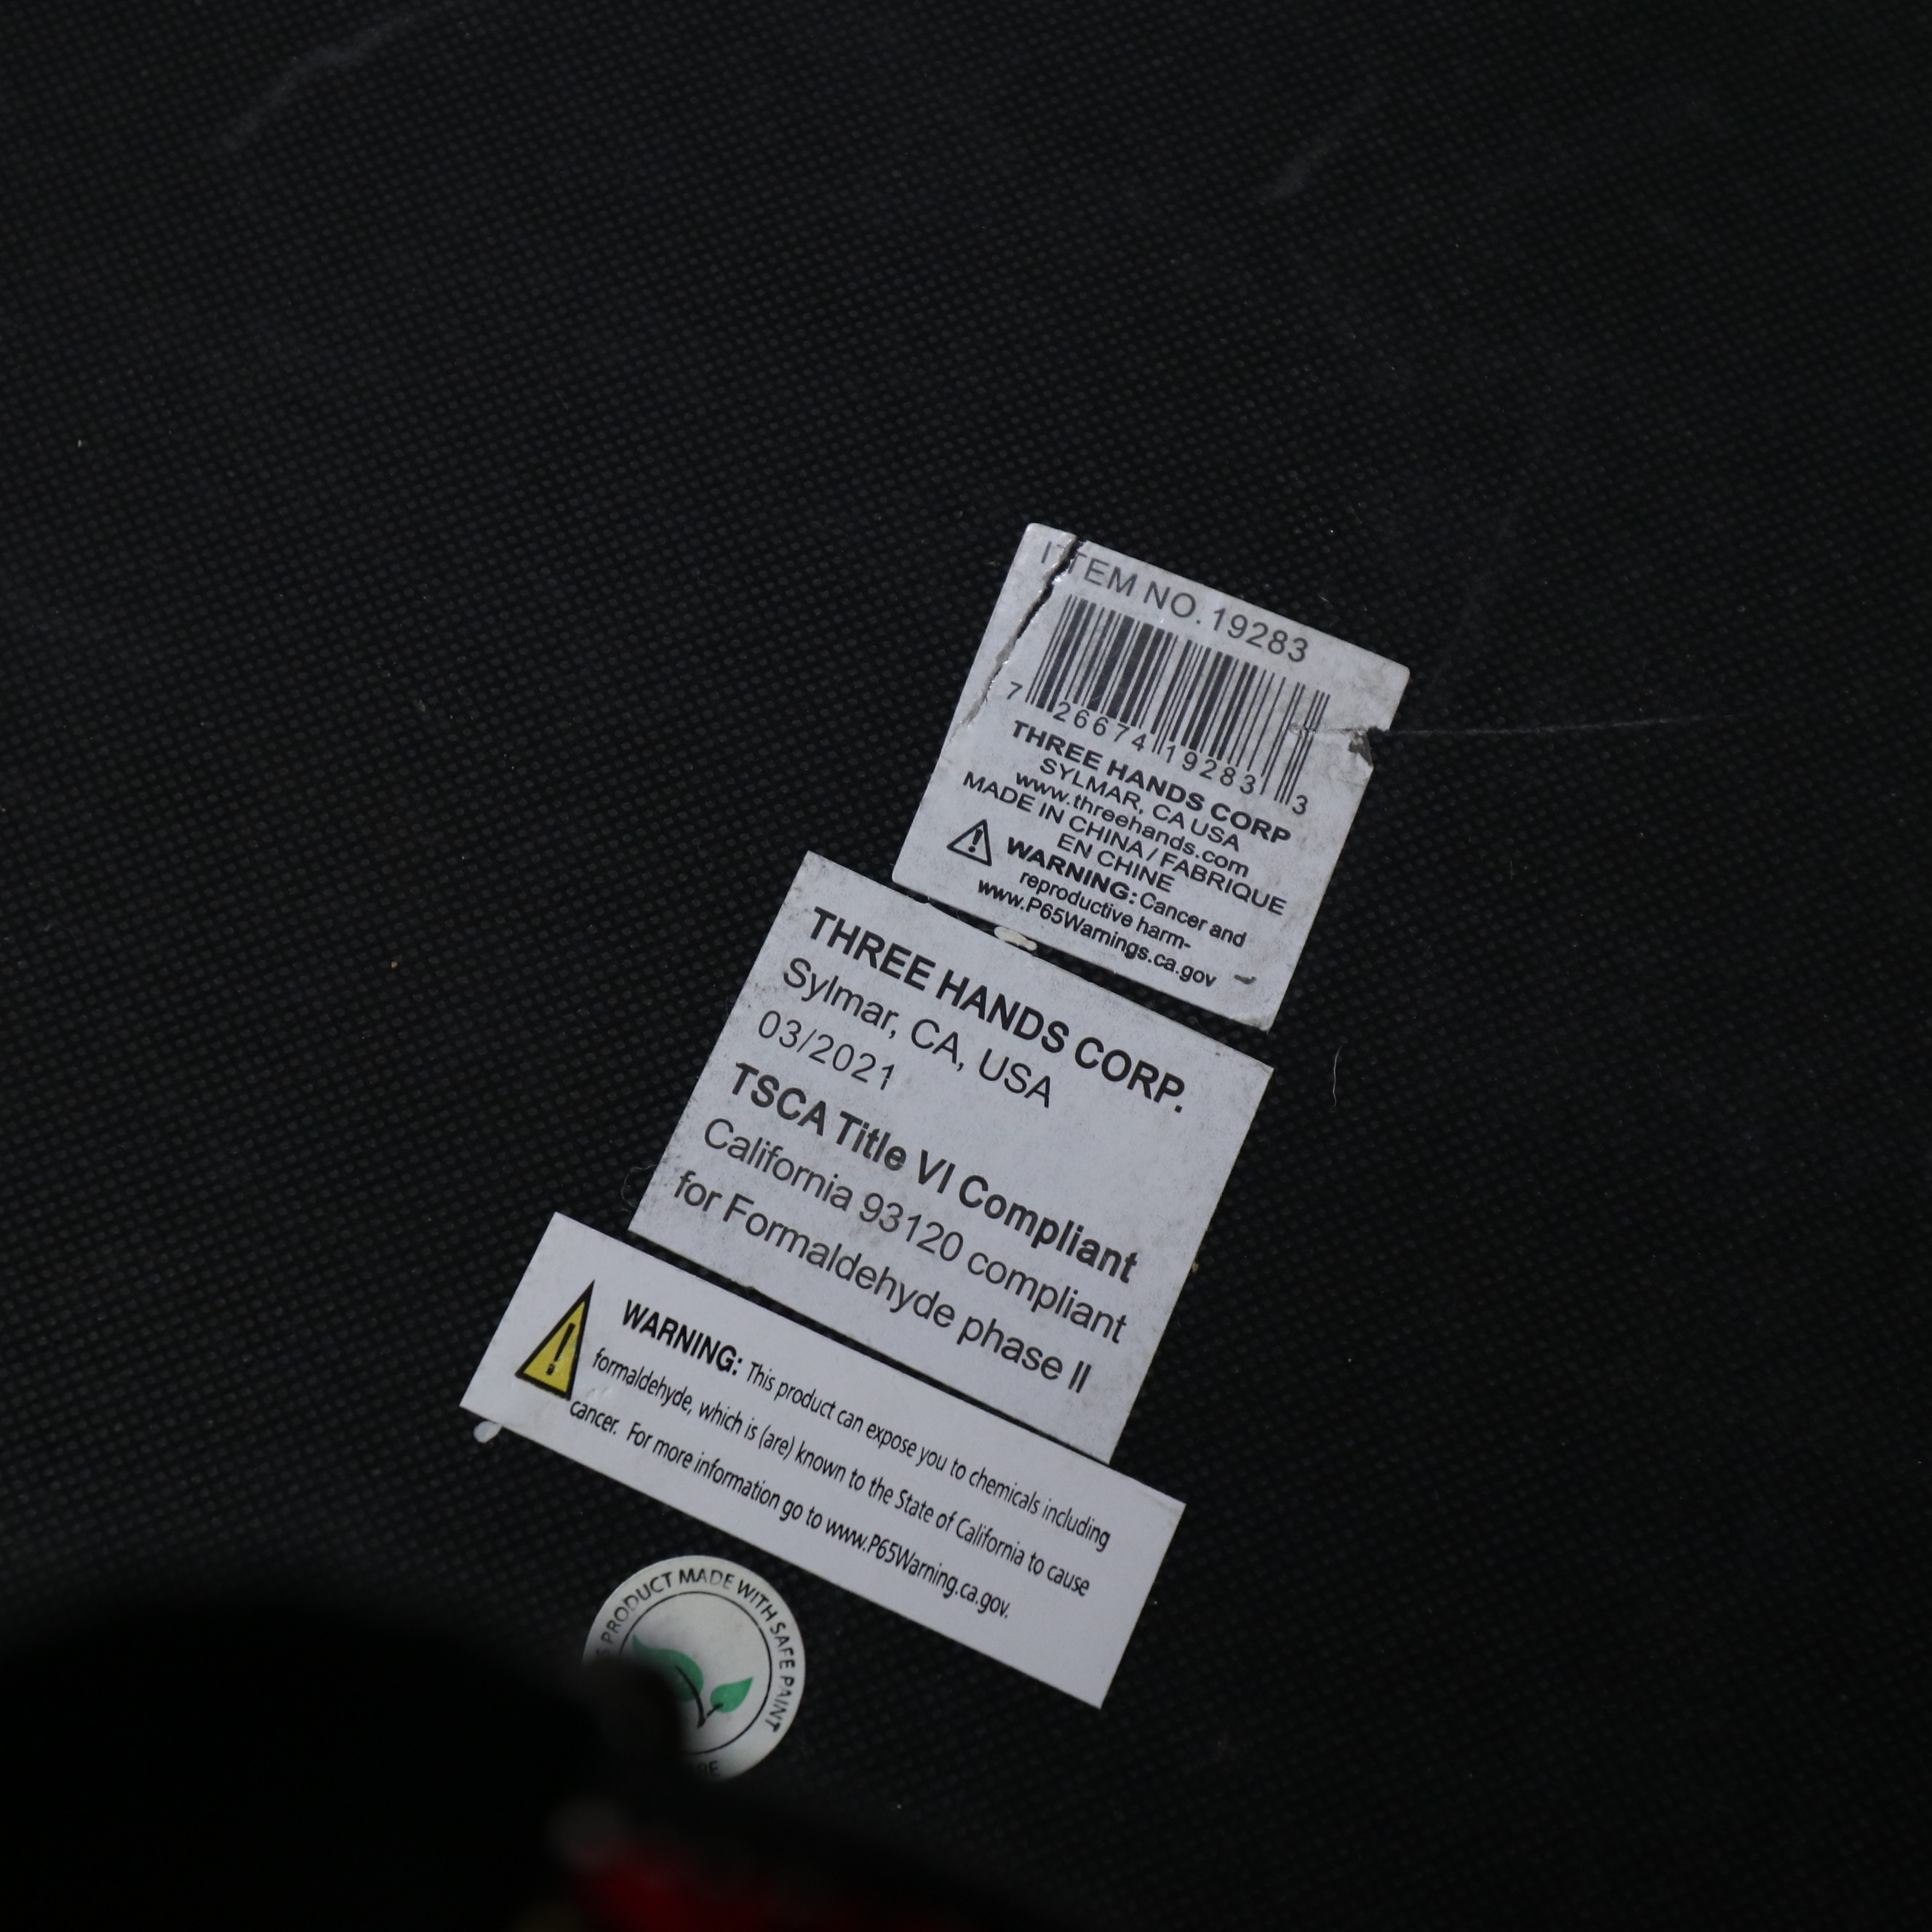 ITEM NO. 19283
7 26674 19283 3
THREE HANDS CORP
SYLMAR, CA USA
www.threehands.com
MADE IN CHINA / FABRIQUE
EN CHINE
WARNING: Cancer and
reproductive harm-
www.P65Warnings.ca.gov
THREE HANDS CORP.
Sylmar, CA, USA
03/2021
TSCA Title VI Compliant
California 93120 compliant
for Formaldehyde phase II
WARNING: This product can expose you to chemicals including
formaldehyde, which is (are) known to the State of California to cause
cancer. For more information go to www.P65Warning.ca.gov.
PRODUCT MADE WITH SAFE PAINT